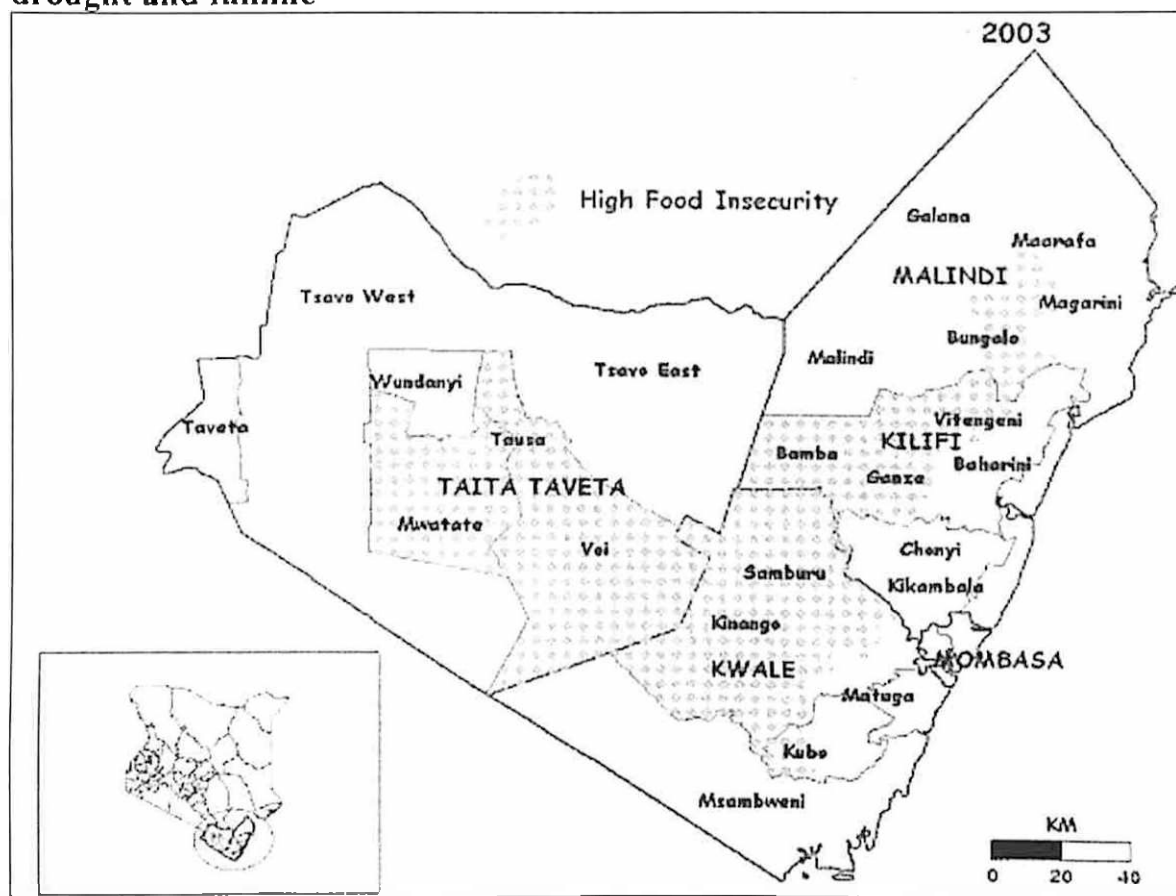 drought and famine
2003
High Food Insecurity
Galana
Maarafa
MALINDI
Tsavo West
Magarini
Bungale
Malindi
Tsavo East
Wundanyi
Taveta
Vitengeni
Tausa
KILIFI
Bamba
Baharini
Ganze
TAITA TAVETA
Mwatate
Voi
Chonyi
Samburu
Kikambala
Kinango
MOMBASA
KWALE
Matuga
Kubo
Msambweni
KM
0 20 40